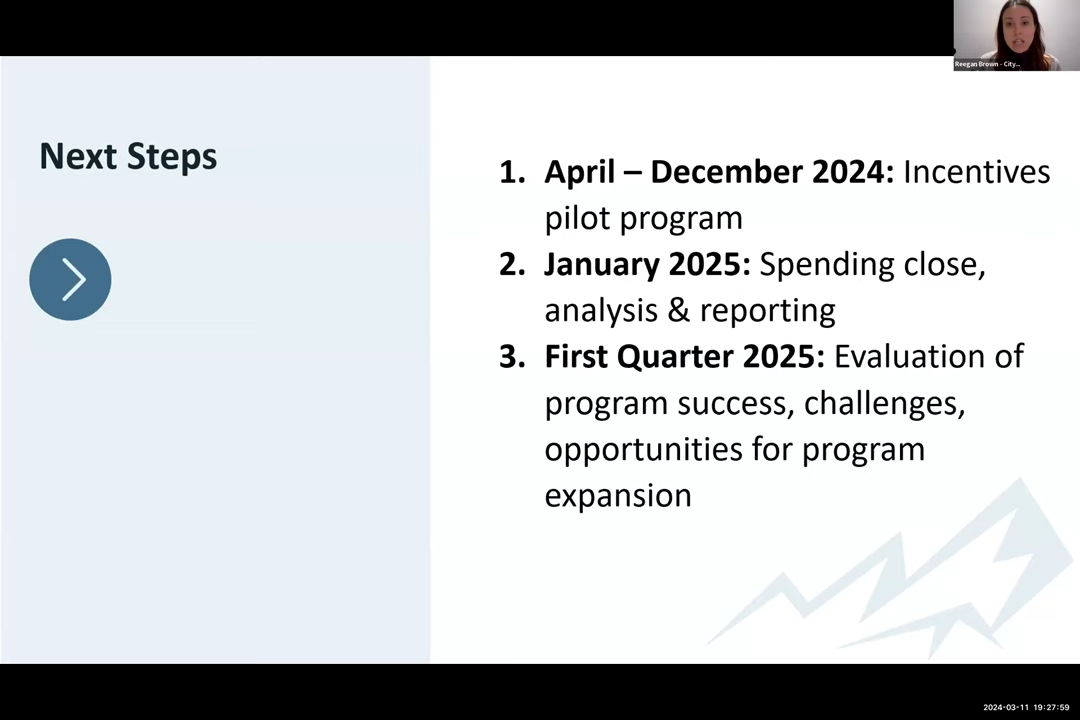 Reegan Brown - City...
Next Steps
1. April – December 2024: Incentives
pilot program
2. January 2025: Spending close,
analysis & reporting
3. First Quarter 2025: Evaluation of
program success, challenges,
opportunities for program
expansion
2024-03-11 19:27:59